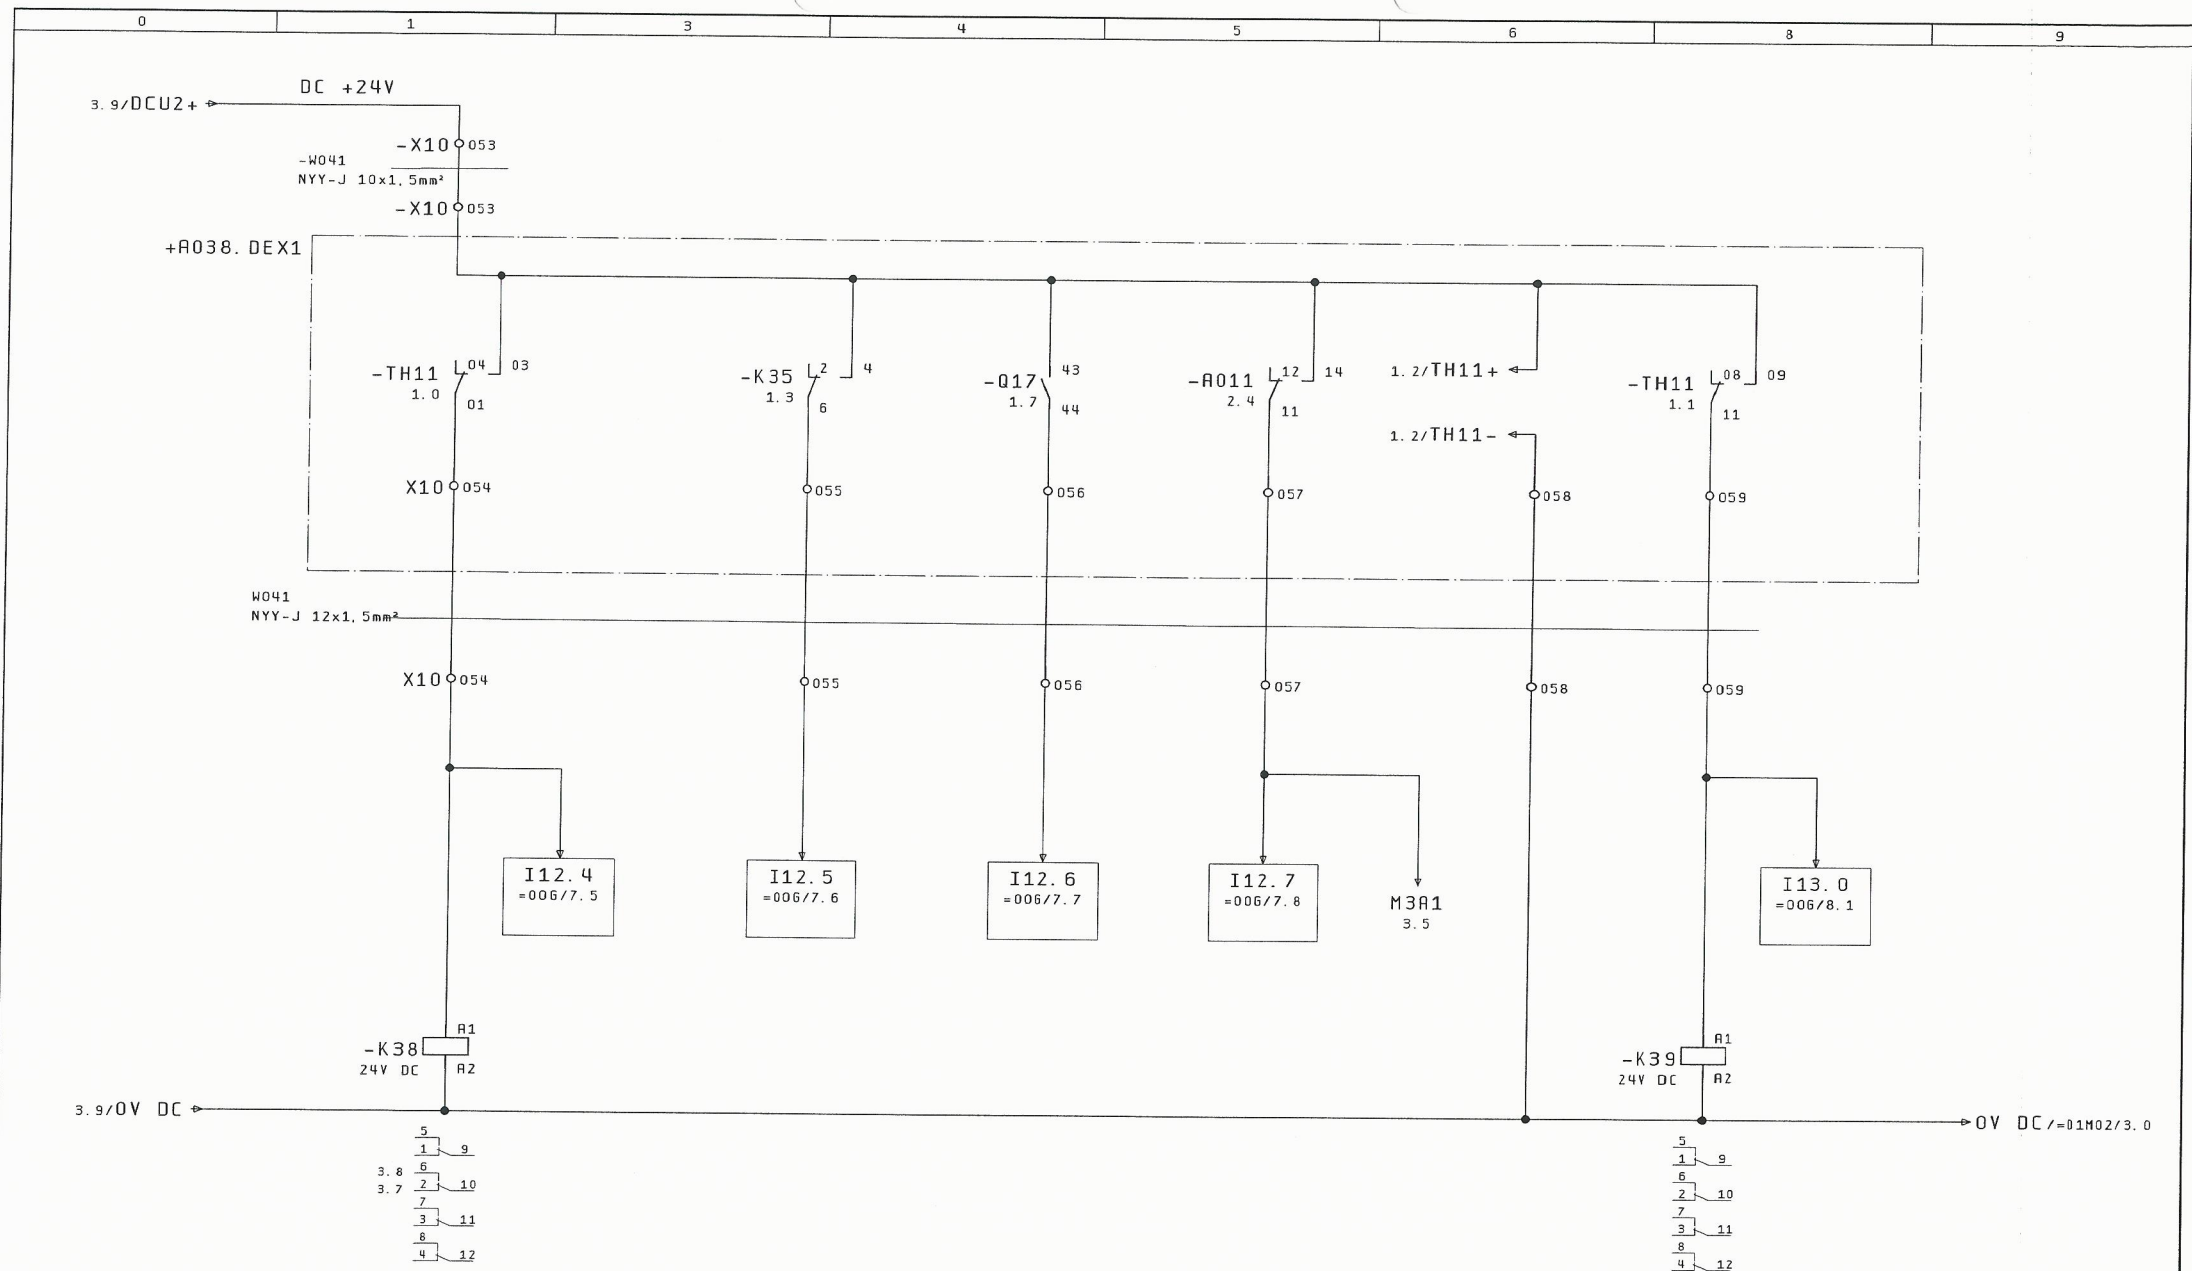 0 1 3 4 5 6 8 9
DC +24V
3.9/DCU2+
-X10 053
-W041
NYY-J 10x1,5mm²
-X10 053
+A038.DEX1
-TH11 04 03
1.0 01
-K35 2 4
1.3 6
-Q17 43
1.7 44
-A011 12 14
2.4 11
1.2/TH11+
1.2/TH11-
-TH11 08 09
1.1 11
X10 054 055 056 057 058 059
W041
NYY-J 12x1,5mm²
X10 054 055 056 057 058 059
I12.4
=006/7.5
I12.5
=006/7.6
I12.6
=006/7.7
I12.7
=006/7.8
M3A1
3.5
I13.0
=006/8.1
A1
-K38
24V DC A2
A1
-K39
24V DC A2
3.9/0V DC
0V DC/=D1M02/3.0
5
1 9
3.8 6
3.7 2 10
7
3 11
8
4 12
5
1 9
6
2 10
7
3 11
8
4 12